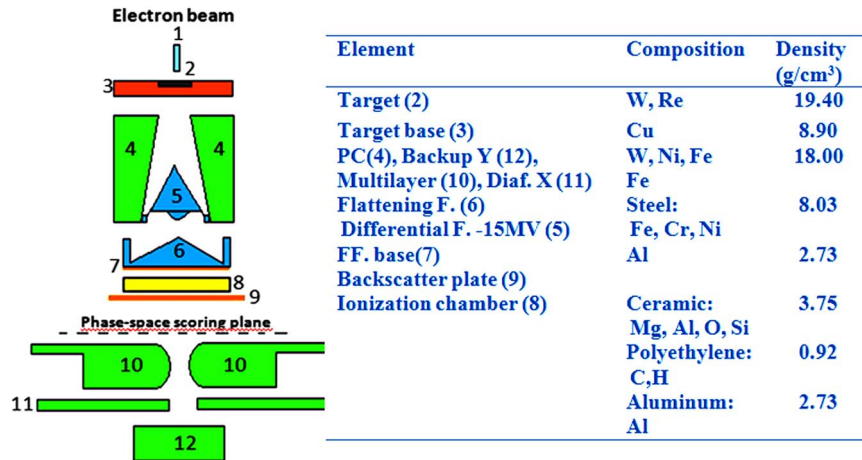 Electron beam
1
2
3
4
4
5
6
7
8
9
Phase-space scoring plane
10
10
11
12
Element Composition Density
(g/cm³)
Target (2) W, Re 19.40
Target base (3) Cu 8.90
PC(4), Backup Y (12), W, Ni, Fe 18.00
Multilayer (10), Diaf. X (11) Fe
Flattening F. (6) Steel: 8.03
Differential F. -15MV (5) Fe, Cr, Ni
FF. base(7) Al 2.73
Backscatter plate (9)
Ionization chamber (8) Ceramic: 3.75
Mg, Al, O, Si
Polyethylene: 0.92
C,H
Aluminum: 2.73
Al